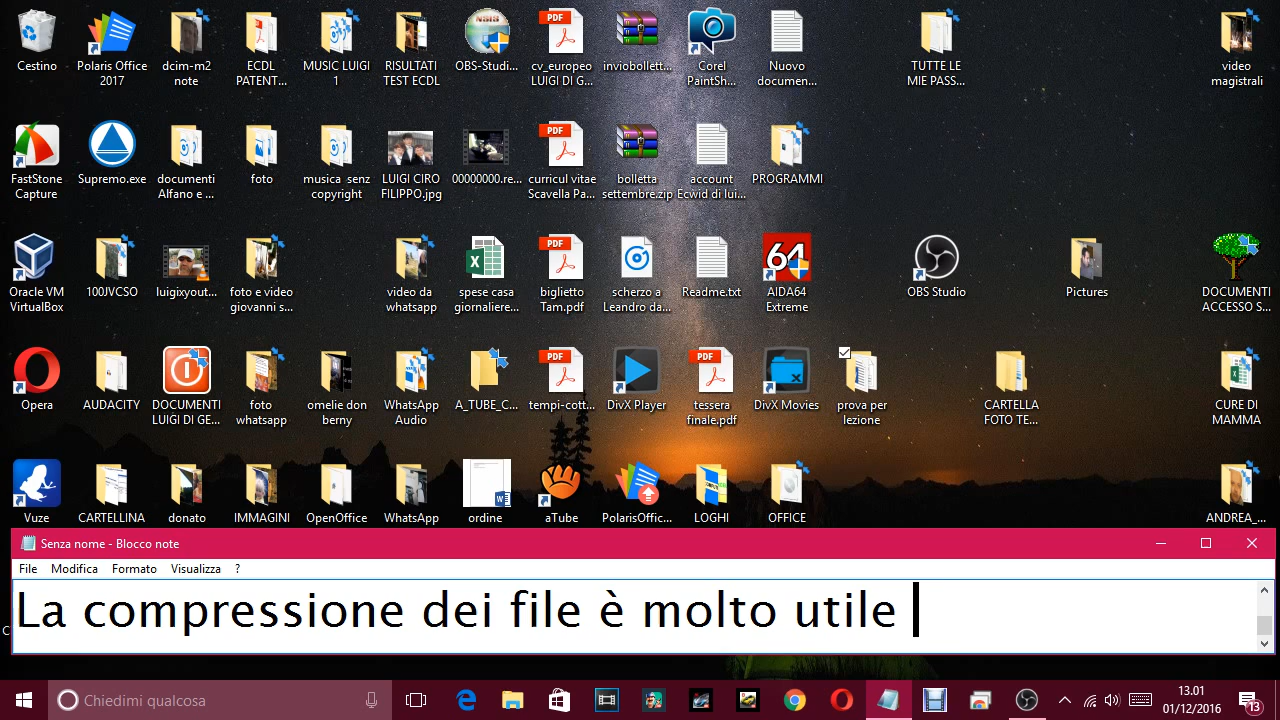 Cestino
Polaris Office
2017
dcim-m2
note
ECDL
PATENT...
MUSIC LUIGI
1
RISULTATI
TEST ECDL
NSIS
OBS-Studi...
PDF
cv_europeo
LUIGI DI G...
inviobollett...
Corel
PaintSh...
Nuovo
documen...
TUTTE LE
MIE PASS...
video
magistrali
FastStone
Capture
Supremo.exe
documenti
Alfano e ...
foto
musica senz
copyright
LUIGI CIRO
FILIPPO.jpg
00000000.re...
PDF
curricul vitae
Scavella Pa...
bolletta
settembre.zip
account
Ecwid di lui...
PROGRAMMI
Oracle VM
VirtualBox
100JVCSO
luigixyout...
foto e video
giovanni s...
video da
whatsapp
spese casa
giornaliere...
PDF
biglietto
Tam.pdf
scherzo a
Leandro da...
Readme.txt
64
AIDA64
Extreme
OBS Studio
Pictures
DOCUMENTI
ACCESSO S...
Opera
AUDACITY
DOCUMENTI
LUIGI DI GE...
foto
whatsapp
omelie don
berny
WhatsApp
Audio
A_TUBE_C...
PDF
tempi-cott...
DivX Player
PDF
tessera
finale.pdf
DivX Movies
prova per
lezione
CARTELLA
FOTO TE...
CURE DI
MAMMA
Vuze
CARTELLINA
donato
IMMAGINI
OpenOffice
WhatsApp
ordine
aTube
PolarisOffic...
LOGHI
OFFICE
ANDREA_...
Senza nome - Blocco note
File Modifica Formato Visualizza ?
La compressione dei file è molto utile
Chiedimi qualcosa
13.01
01/12/2016
13